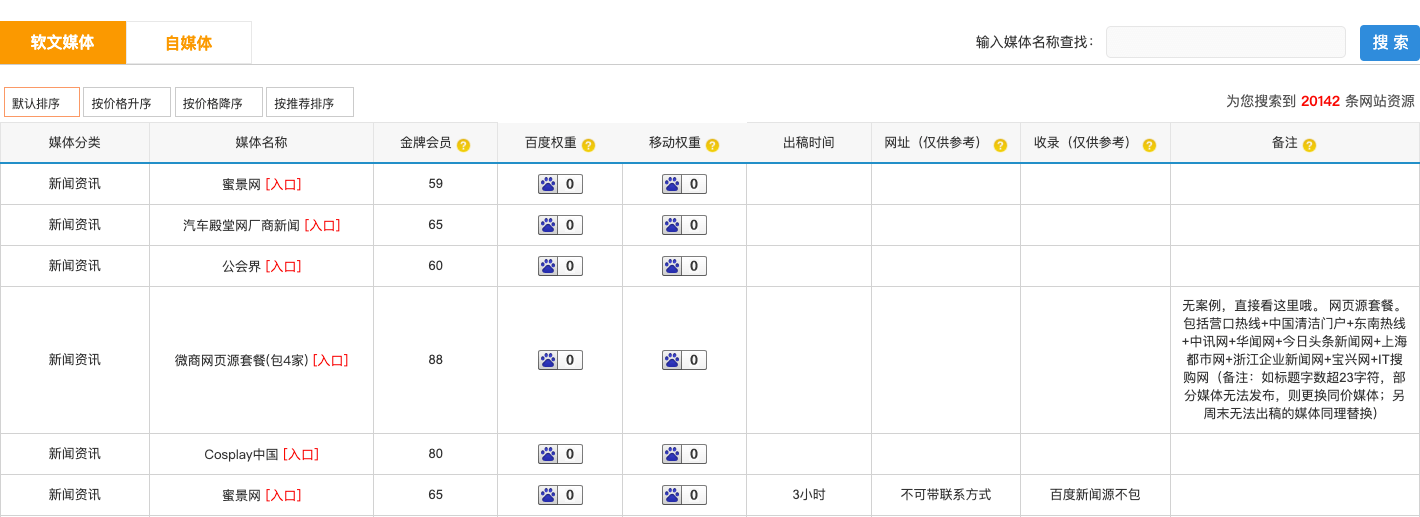 软文媒体 自媒体 输入媒体名称查找： 搜 索
默认排序 按价格升序 按价格降序 按推荐排序 为您搜索到 20142 条网站资源
媒体分类 媒体名称 金牌会员 ? 百度权重 ? 移动权重 ? 出稿时间 网址（仅供参考） ? 收录（仅供参考） ? 备注 ?
新闻资讯 蜜景网 [入口] 59 0 0
新闻资讯 汽车殿堂网厂商新闻 [入口] 65 0 0
新闻资讯 公会界 [入口] 60 0 0
新闻资讯 微商网页源套餐(包4家) [入口] 88 0 0
无案例，直接看这里哦。 网页源套餐。
包括营口热线+中国清洁门户+东南热线
+中讯网+华闻网+今日头条新闻网+上海
都市网+浙江企业新闻网+宝兴网+IT搜
购网（备注：如标题字数超23字符，部
分媒体无法发布，则更换同价媒体；另
周末无法出稿的媒体同理替换)
新闻资讯 Cosplay中国 [入口] 80 0 0
新闻资讯 蜜景网 [入口] 65 0 0 3小时 不可带联系方式 百度新闻源不包